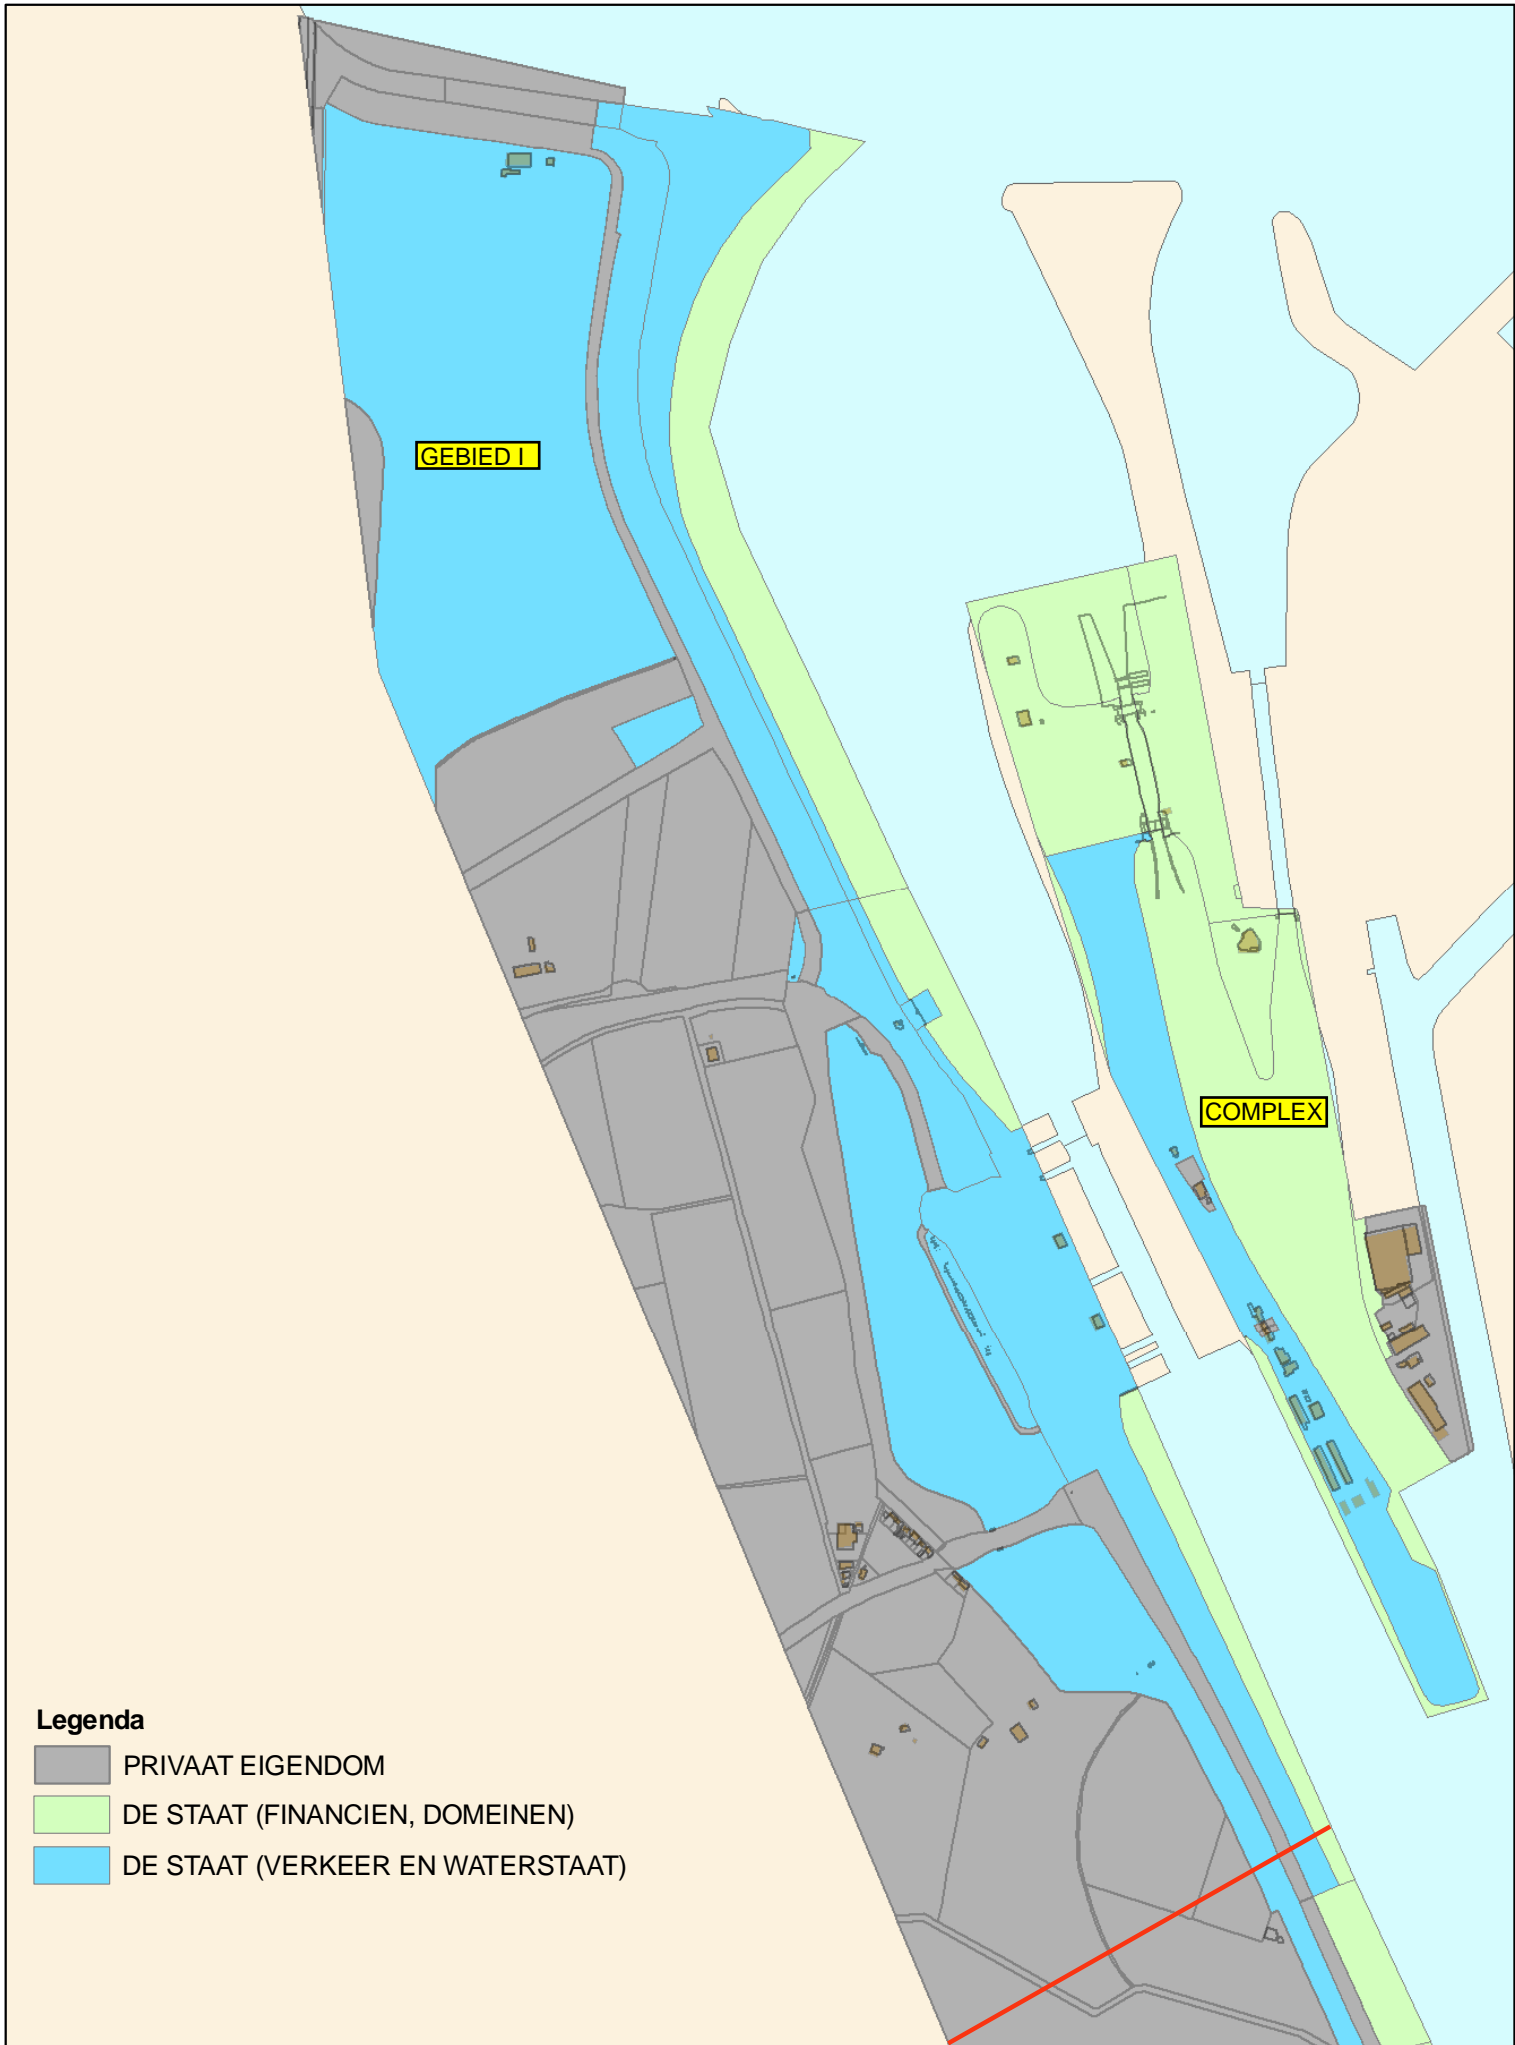 GEBIED I
COMPLEX
Legenda
PRIVAAT EIGENDOM
DE STAAT (FINANCIEN, DOMEINEN)
DE STAAT (VERKEER EN WATERSTAAT)